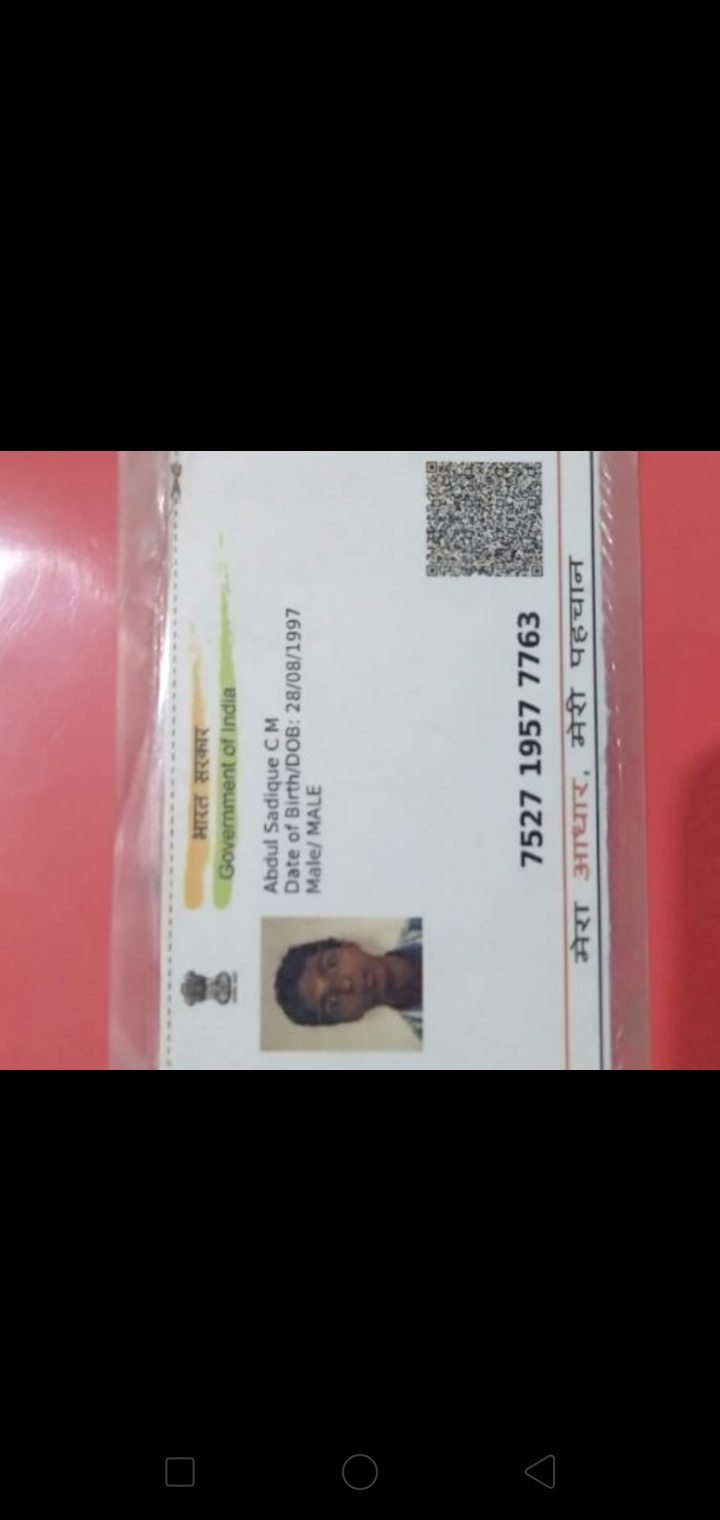 भारत सरकार
Government of India
Abdul Sadique C M
Date of Birth/DOB: 28/08/1997
Male/ MALE
7527 1957 7763
मेरा आधार, मेरी पहचान